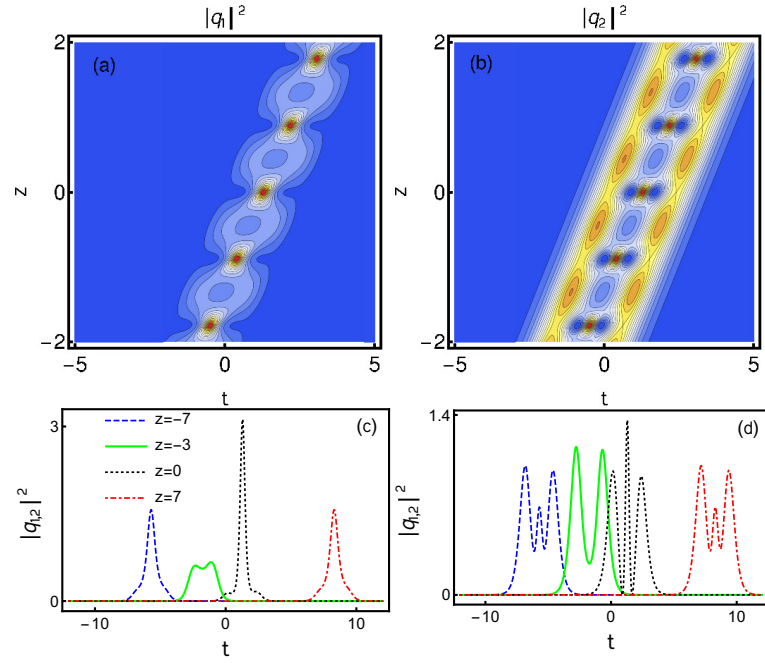 |q₁|² |q₂|²
(a) (b)
2 2
z 0 z 0
−2 −2
−5 0 5 −5 0 5
t t
3 1.4
(c) (d)
z=−7
z=−3
z=0
z=7
|q₁,₂|² |q₁,₂|²
0 0
−10 0 10 −10 0 10
t t